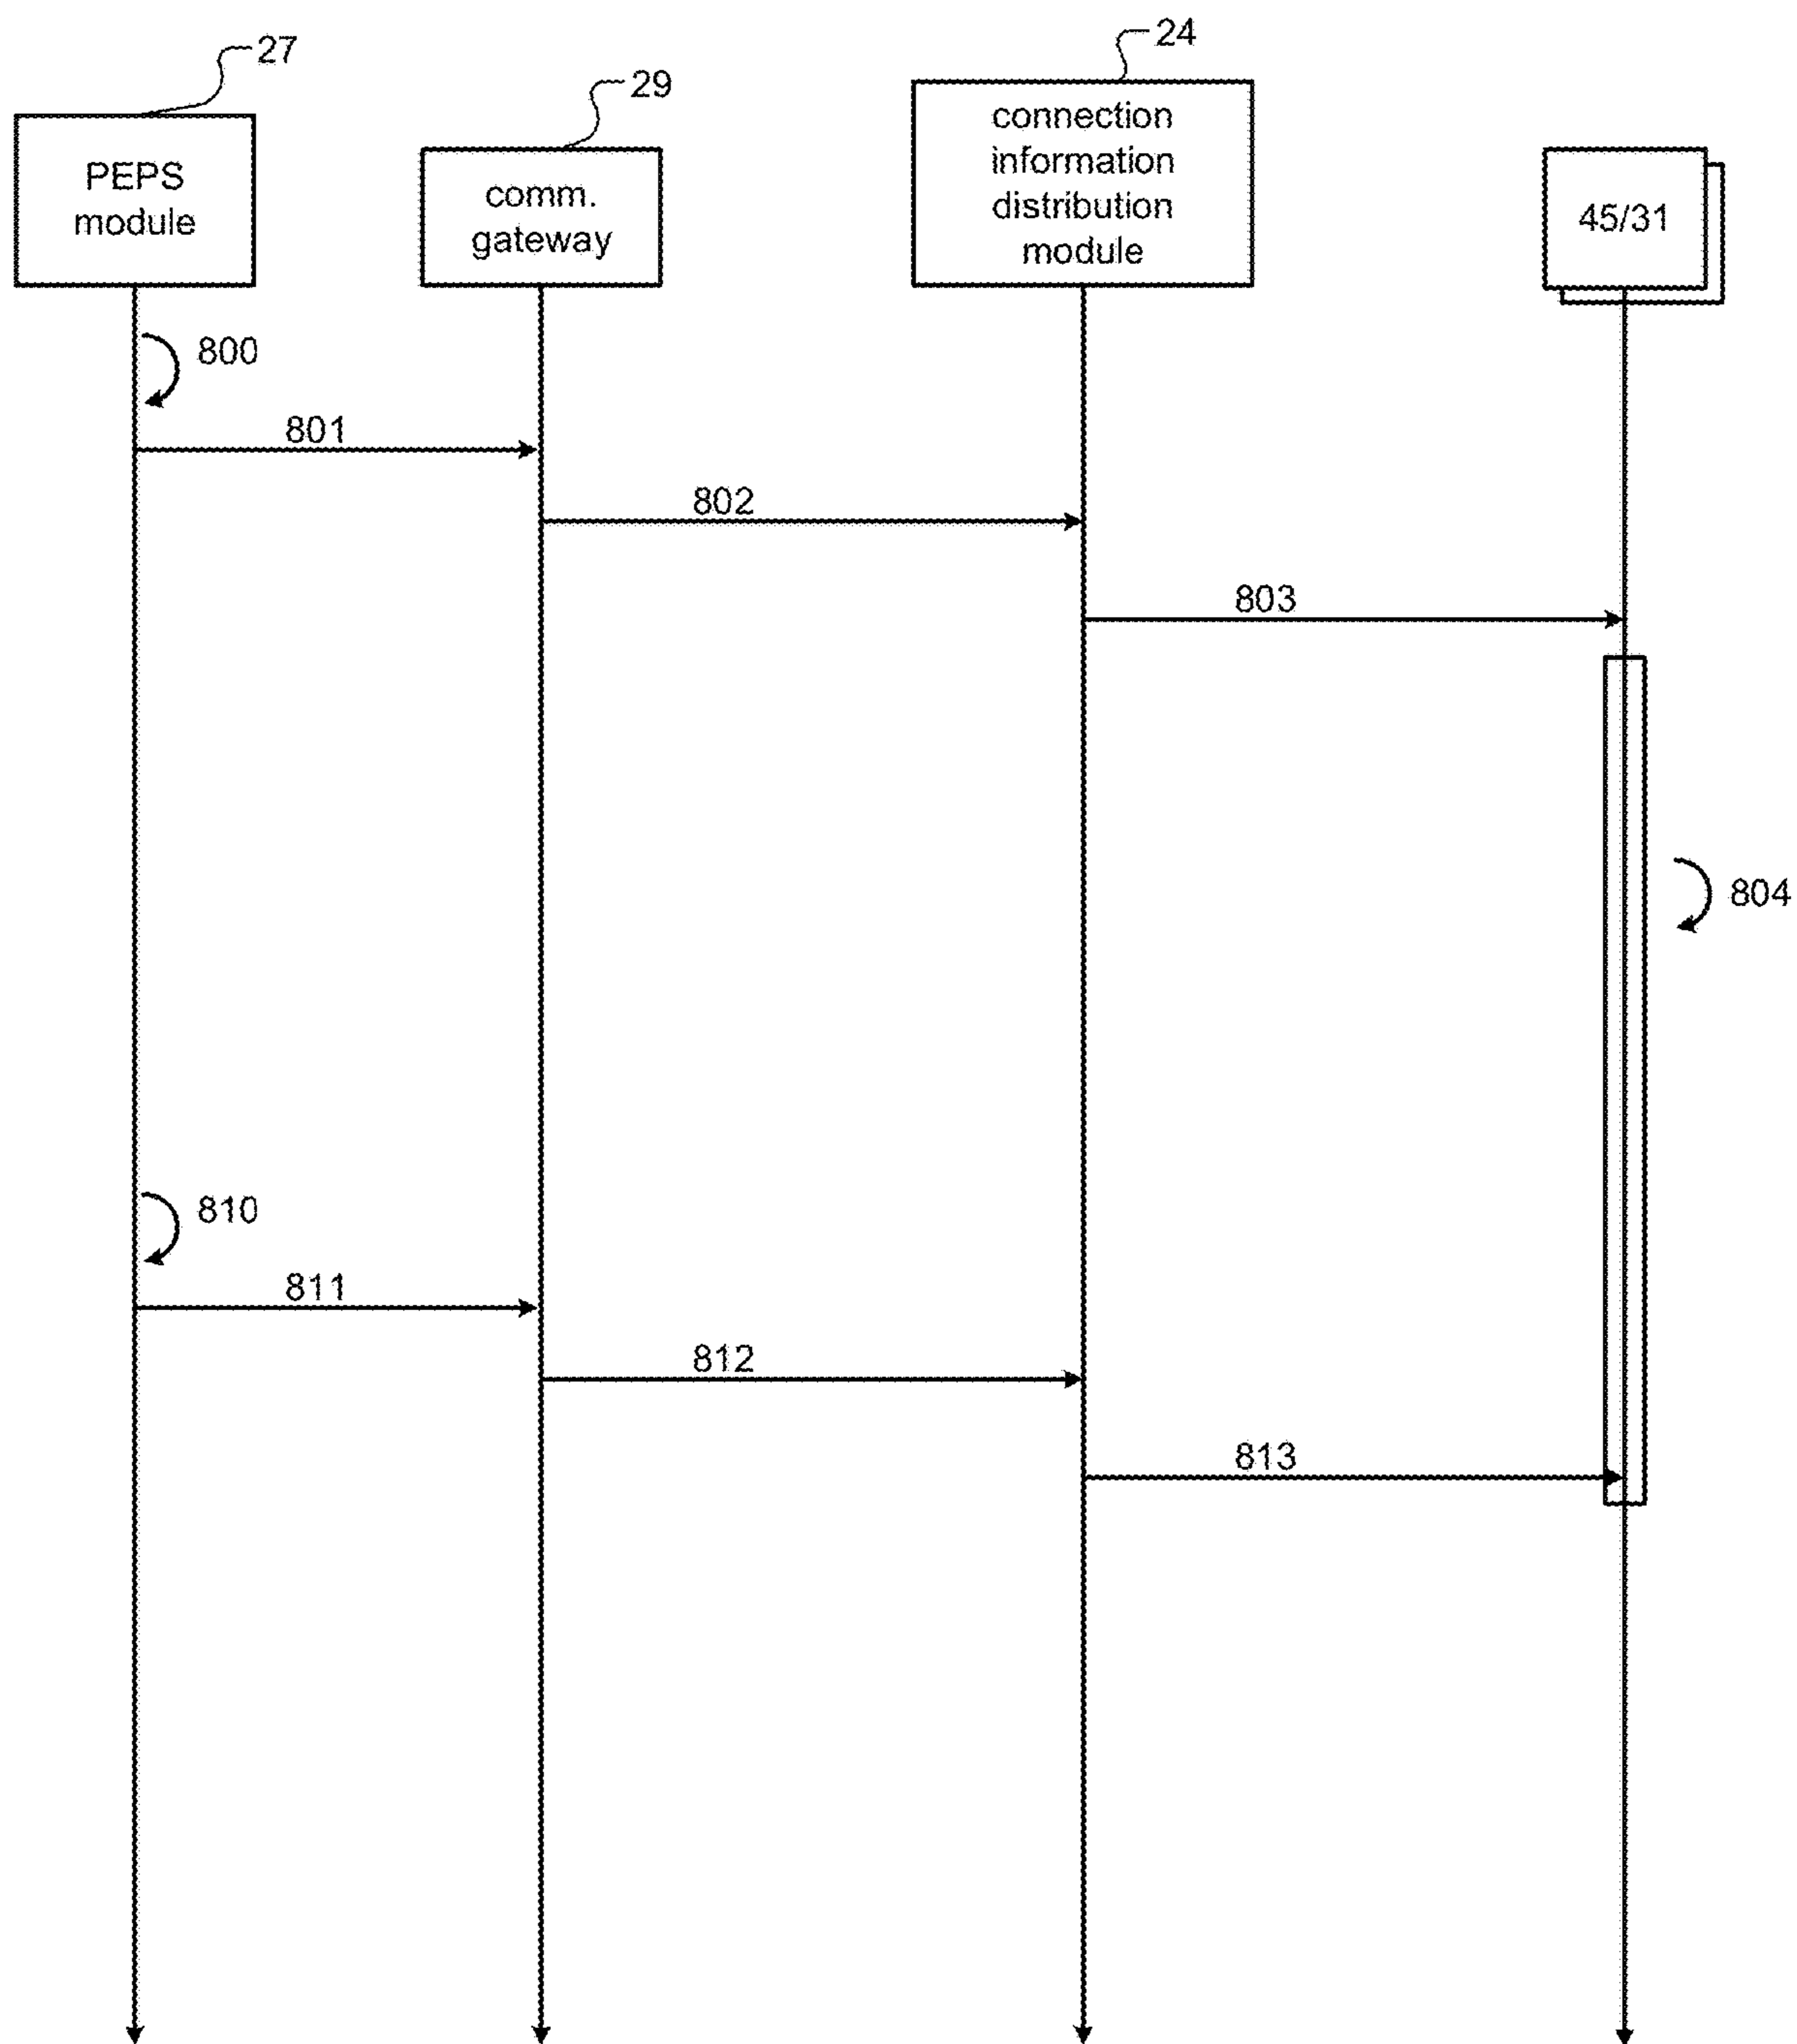 27
29
24
PEPS
module
comm.
gateway
connection
information
distribution
module
45/31
800
801
802
803
804
810
811
812
813